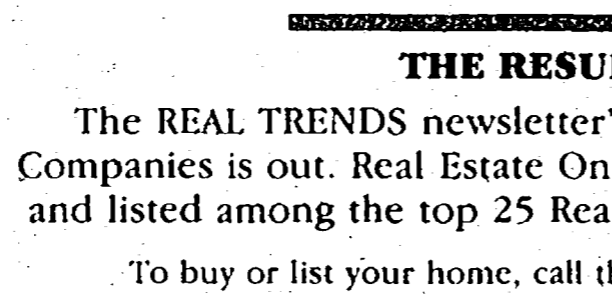 THE RESU
The REAL TRENDS newsletter'
Companies is out. Real Estate On
and listed among the top 25 Rea
To buy or list your home, call th